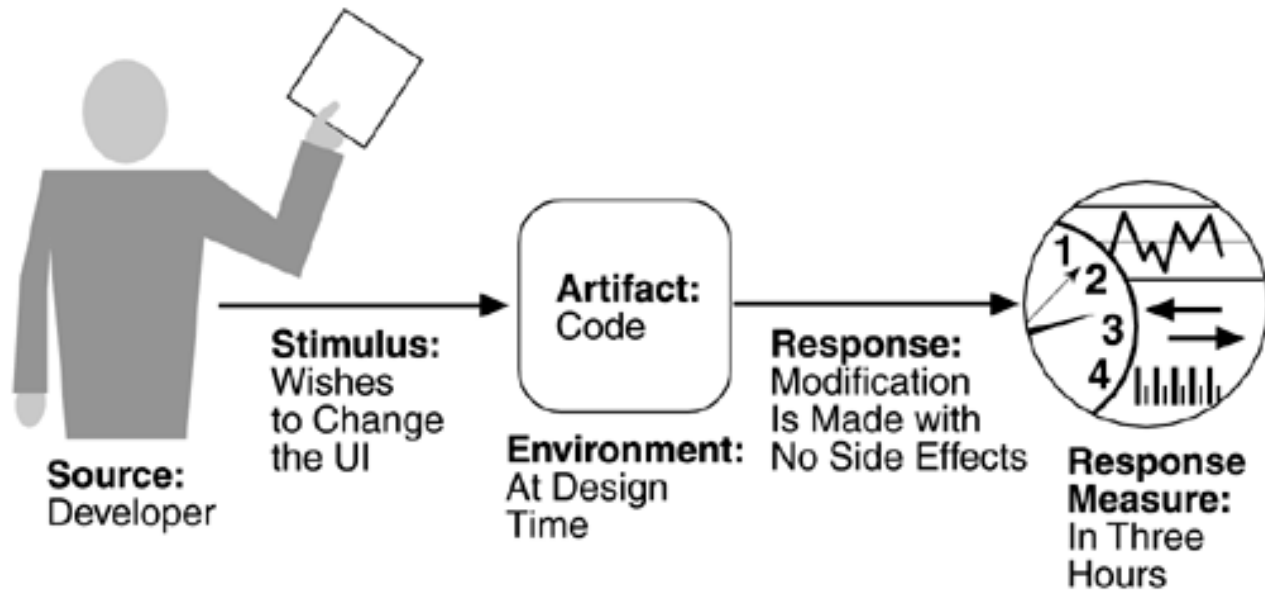 Source:
Developer
Stimulus:
Wishes
to Change
the UI
Artifact:
Code
Environment:
At Design
Time
Response:
Modification
Is Made with
No Side Effects
1
2
3
4
Response
Measure:
In Three
Hours